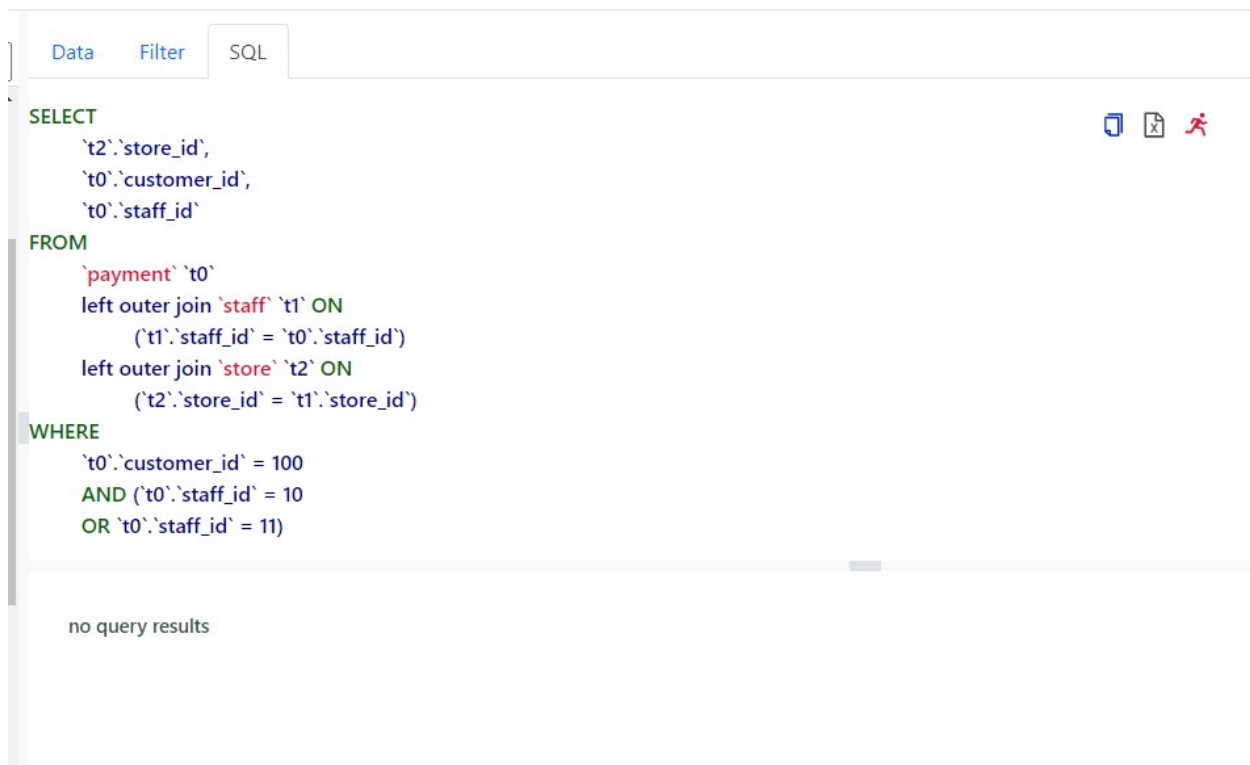 Data Filter SQL
SELECT
`t2`.`store_id`,
`t0`.`customer_id`,
`t0`.`staff_id`
FROM
`payment` `t0`
left outer join `staff` `t1` ON
(`t1`.`staff_id` = `t0`.`staff_id`)
left outer join `store` `t2` ON
(`t2`.`store_id` = `t1`.`store_id`)
WHERE
`t0`.`customer_id` = 100
AND (`t0`.`staff_id` = 10
OR `t0`.`staff_id` = 11)
no query results